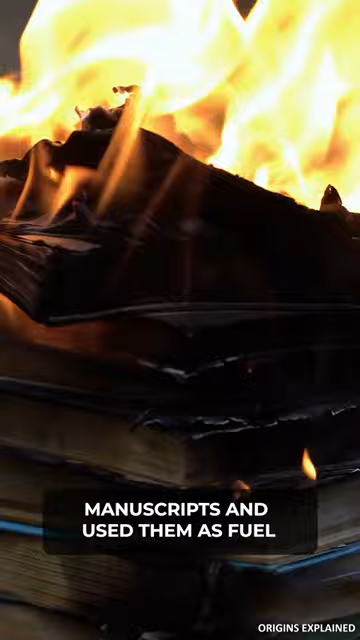 MANUSCRIPTS AND
USED THEM AS FUEL
ORIGINS EXPLAINED